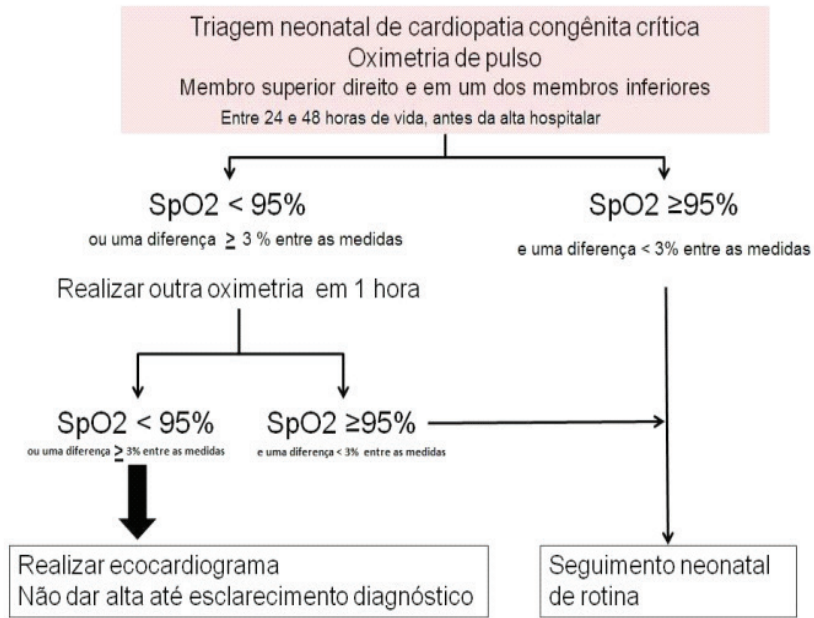 Triagem neonatal de cardiopatia congênita crítica
Oximetria de pulso
Membro superior direito e em um dos membros inferiores
Entre 24 e 48 horas de vida, antes da alta hospitalar
SpO2 < 95%
ou uma diferença ≥ 3 % entre as medidas
SpO2 ≥95%
e uma diferença < 3% entre as medidas
Realizar outra oximetria em 1 hora
SpO2 < 95%
ou uma diferença ≥ 3% entre as medidas
SpO2 ≥95%
e uma diferença < 3% entre as medidas
Realizar ecocardiograma
Não dar alta até esclarecimento diagnóstico
Seguimento neonatal
de rotina